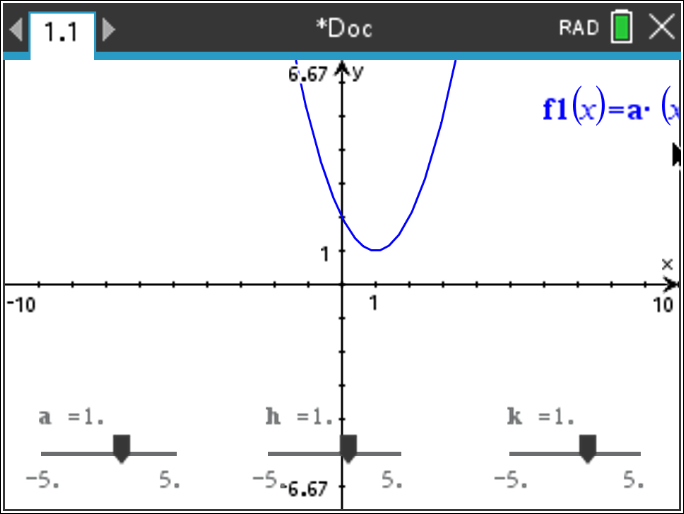 1.1 *Doc RAD
6.67 y
f1(x)=a· (x
1
x
-10 1 10
a =1. h =1. k =1.
-5. 5. -5. 5. -5. 5.
-6.67